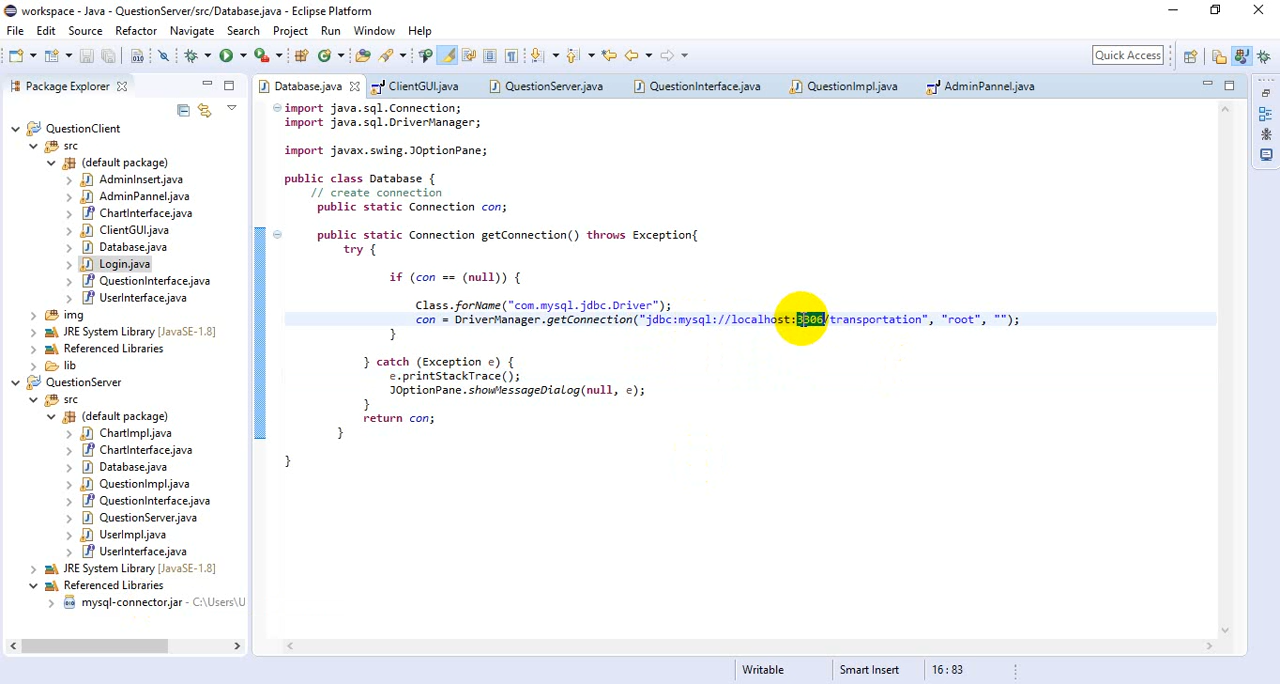 workspace - Java - QuestionServer/src/Database.java - Eclipse Platform
File Edit Source Refactor Navigate Search Project Run Window Help
Quick Access
Package Explorer
Database.java ClientGUI.java QuestionServer.java QuestionInterface.java QuestionImpl.java AdminPanel.java
QuestionClient
src
(default package)
AdminInsert.java
AdminPannel.java
ChartInterface.java
ClientGUI.java
Database.java
Login.java
QuestionInterface.java
UserInterface.java
img
JRE System Library [JavaSE-1.8]
Referenced Libraries
lib
QuestionServer
src
(default package)
ChartImpl.java
ChartInterface.java
Database.java
QuestionImpl.java
QuestionInterface.java
QuestionServer.java
UserImpl.java
UserInterface.java
JRE System Library [JavaSE-1.8]
Referenced Libraries
mysql-connector.jar - C:\Users\U
import java.sql.Connection;
import java.sql.DriverManager;
import javax.swing.JOptionPane;
public class Database {
// create connection
public static Connection con;
public static Connection getConnection() throws Exception{
try {
if (con == (null)) {
Class.forName("com.mysql.jdbc.Driver");
con = DriverManager.getConnection("jdbc:mysql://localhost:3306/transportation", "root", "");
}
} catch (Exception e) {
e.printStackTrace();
JOptionPane.showMessageDialog(null, e);
}
return con;
}
}
Writable Smart Insert 16 : 83